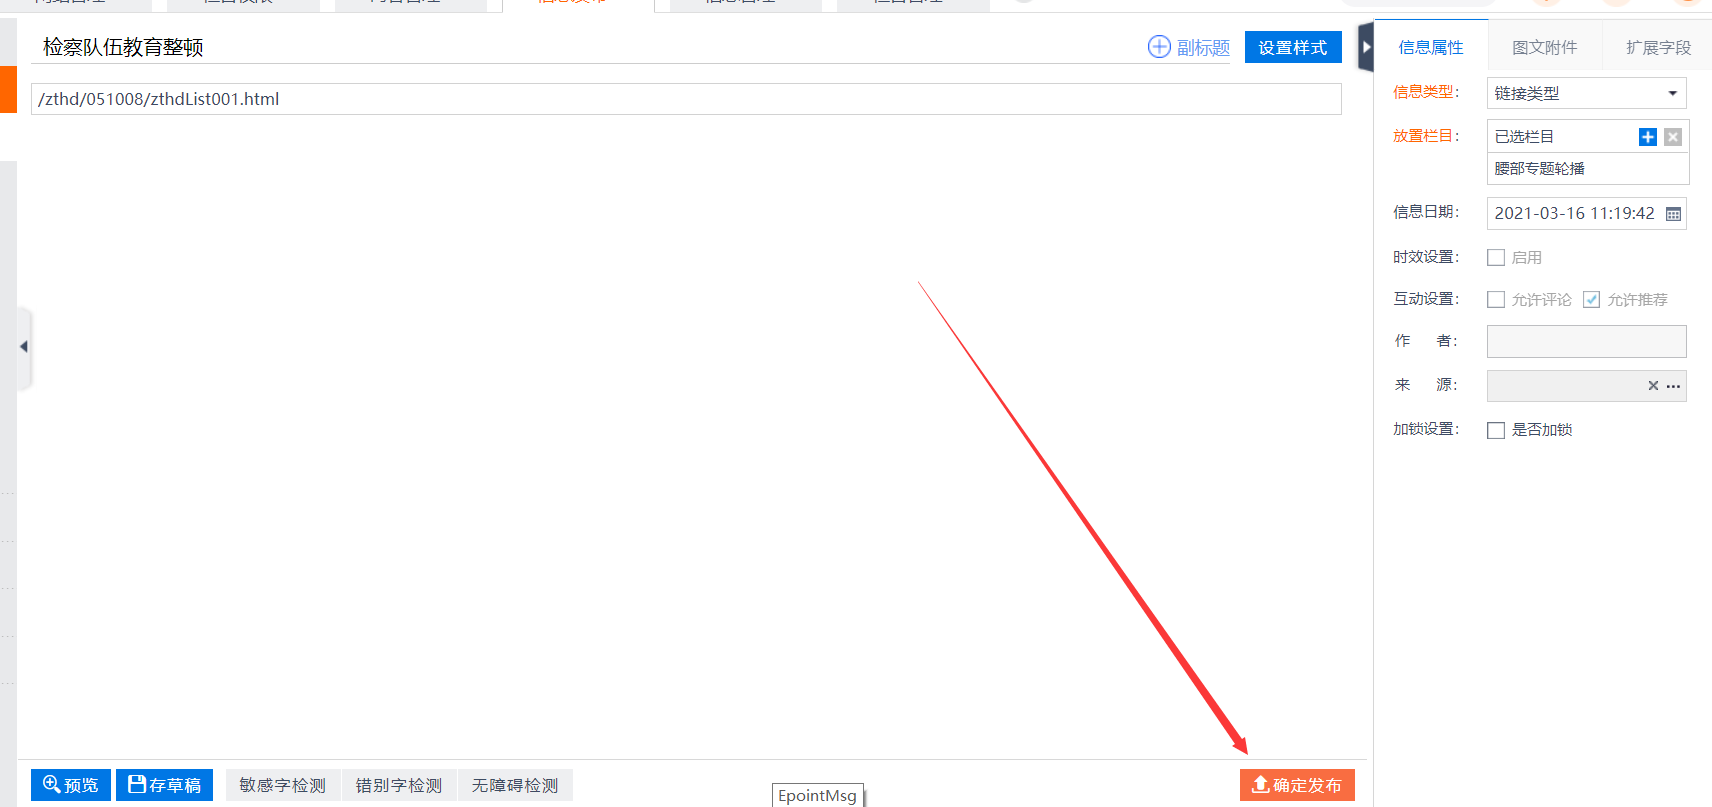 信息发布
检察队伍教育整顿
副标题
设置样式
/zthd/051008/zthdList001.html
信息属性
图文附件
扩展字段
信息类型：
链接类型
放置栏目：
已选栏目
腰部专题轮播
信息日期：
2021-03-16 11:19:42
时效设置：
启用
互动设置：
允许评论
允许推荐
作 者：
来 源：
加锁设置：
是否加锁
预览
存草稿
敏感字检测
错别字检测
无障碍检测
EpointMsg
确定发布